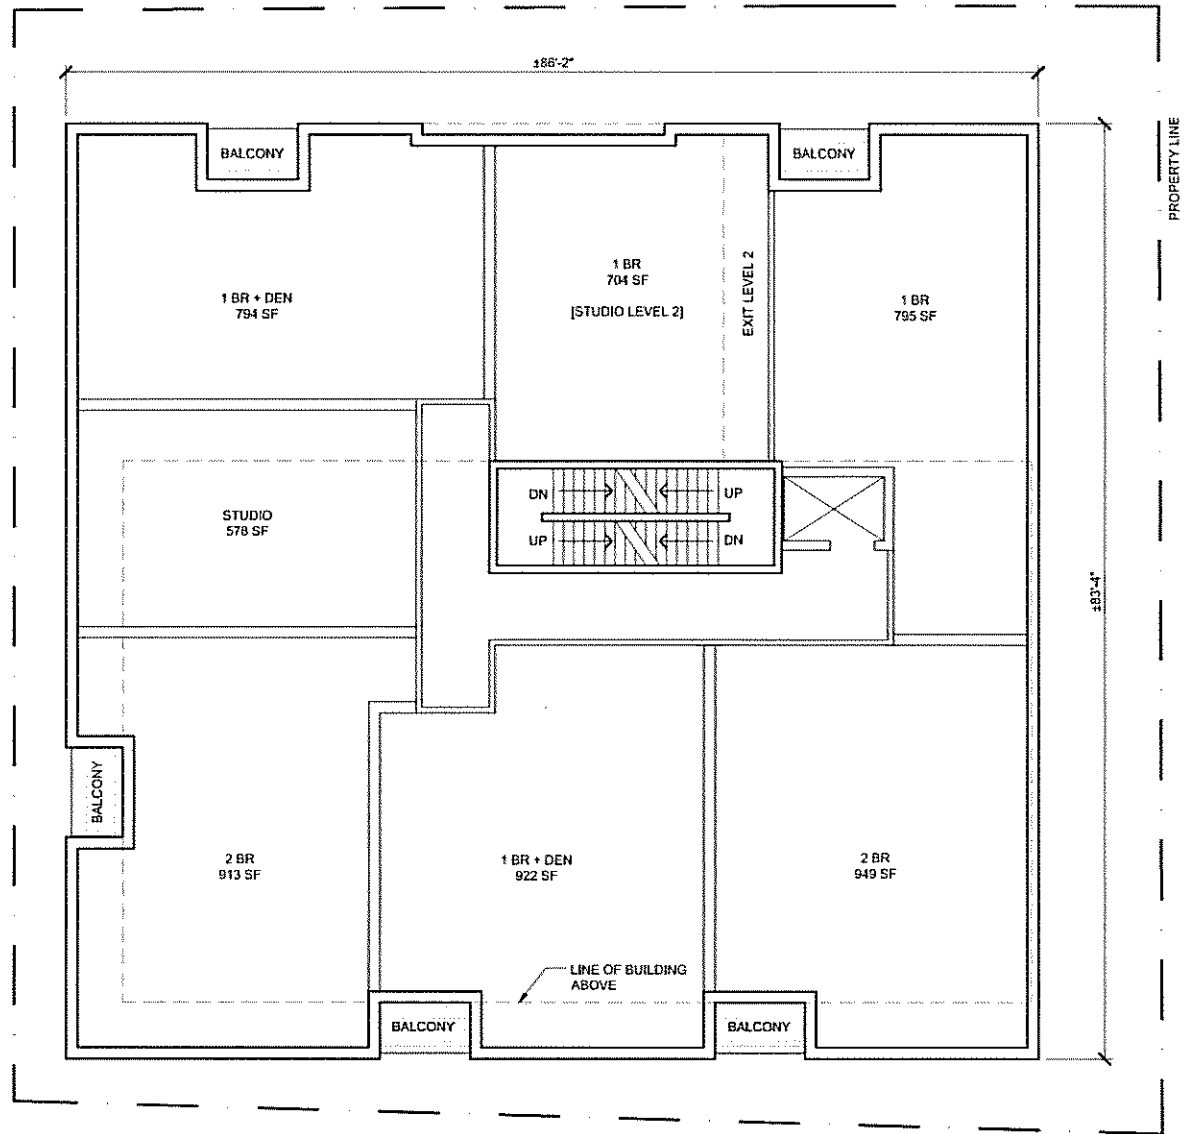 ±86'-2"
PROPERTY LINE
BALCONY
BALCONY
1 BR
704 SF
[STUDIO LEVEL 2]
EXIT LEVEL 2
1 BR + DEN
794 SF
1 BR
795 SF
STUDIO
578 SF
DN
UP
UP
DN
±83'-4"
BALCONY
2 BR
913 SF
1 BR + DEN
922 SF
2 BR
949 SF
LINE OF BUILDING
ABOVE
BALCONY
BALCONY